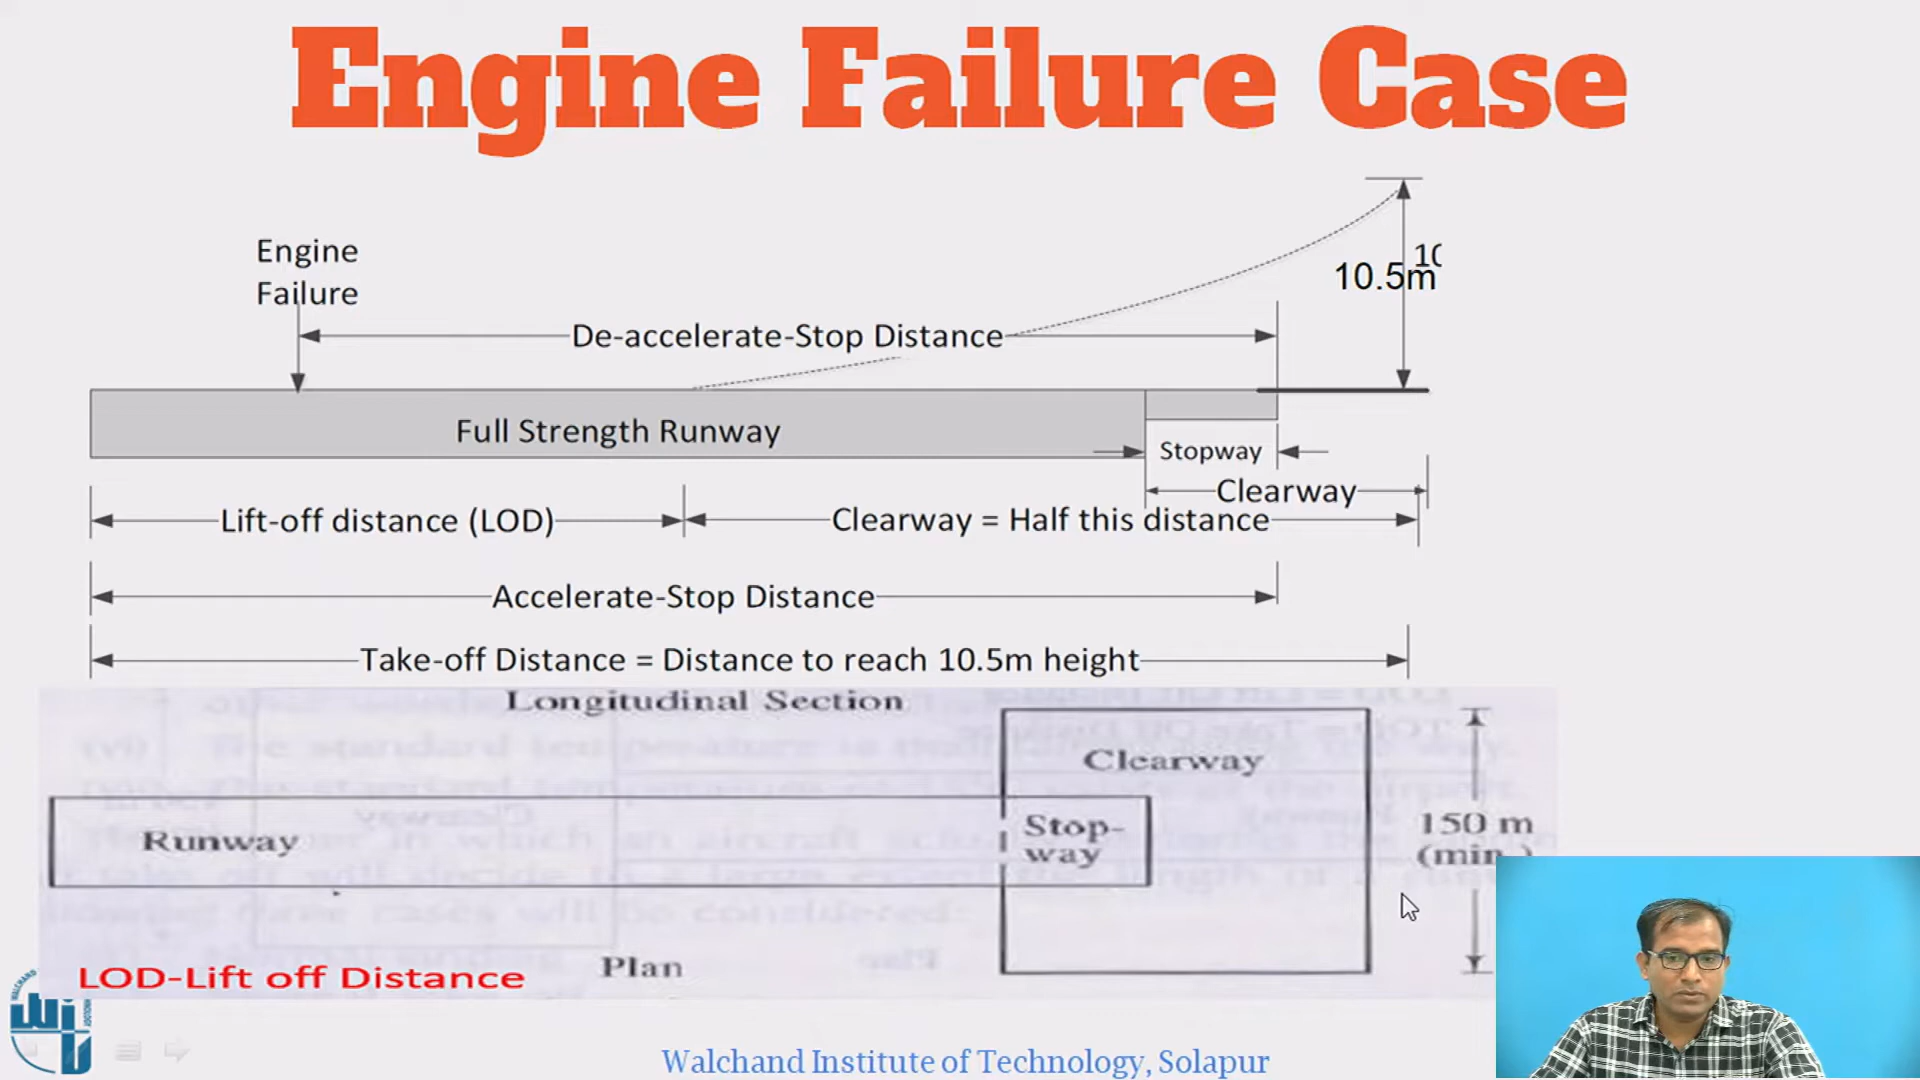 Engine Failure Case
Engine
Failure
10
10.5m
De-accelerate-Stop Distance
Full Strength Runway
Stopway
Clearway
Lift-off distance (LOD)
Clearway = Half this distance
Accelerate-Stop Distance
Take-off Distance = Distance to reach 10.5m height
Longitudinal Section
Clearway
Runway
Stop-
way
150 m
(min
LOD-Lift off Distance
Plan
Walchand Institute of Technology, Solapur